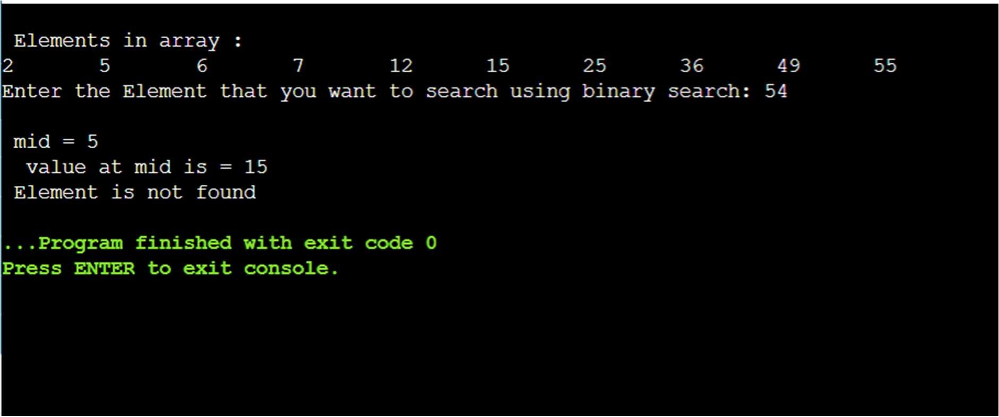 Elements in array :
2 5 6 7 12 15 25 36 49 55
Enter the Element that you want to search using binary search: 54
mid = 5
value at mid is = 15
Element is not found
...Program finished with exit code 0
Press ENTER to exit console.